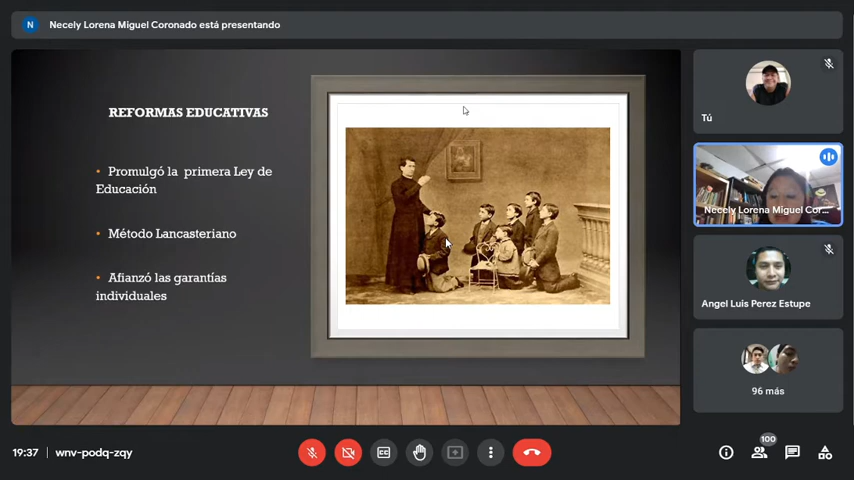 N
Necely Lorena Miguel Coronado está presentando
REFORMAS EDUCATIVAS
• Promulgó la primera Ley de
Educación
• Método Lancasteriano
• Afianzó las garantías
individuales
Tú
Necely Lorena Miguel Cor...
Angel Luis Perez Estupe
96 más
19:37 | wnv-podq-zqy
CC
100